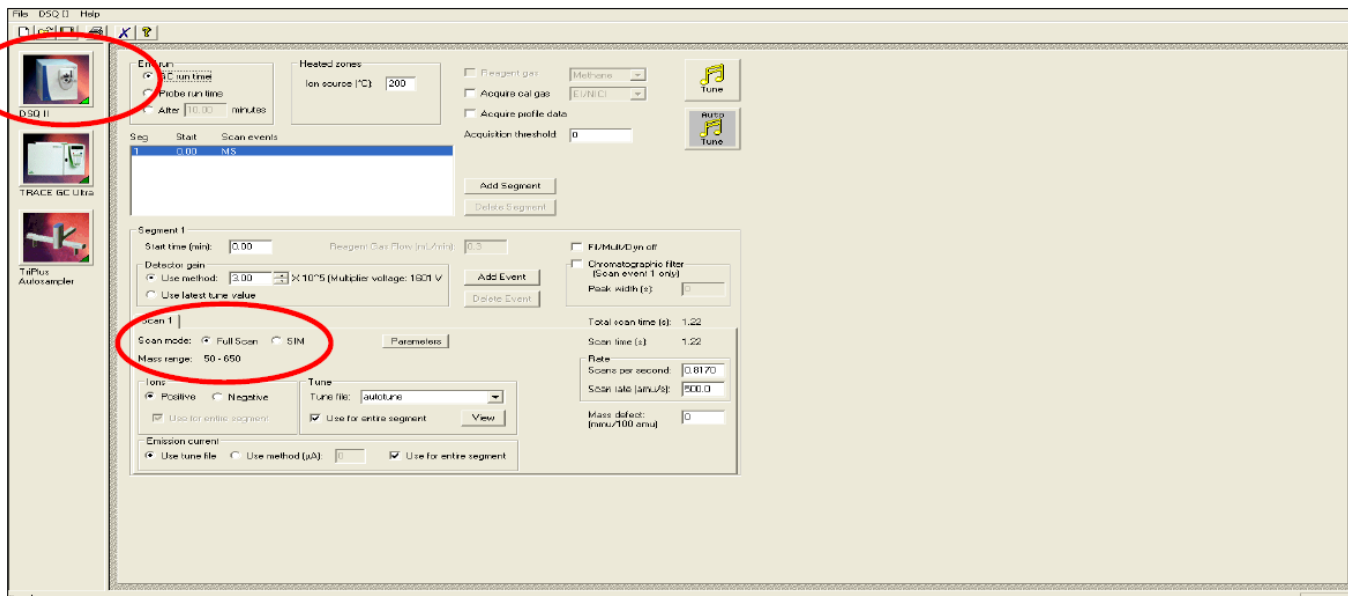 File DSQ II Help
DSQ II
TRACE GC Ultra
TriPlus
Autosampler
End run
GC run time
Probe run time
After 10.00 minutes
Heated zones
Ion source (°C): 200
Reagent gas Methane
Acquire cal gas EI/NICI
Acquire profile data
Acquisition threshold: 0
Tune
Auto
Tune
Seg Start Scan events
1 0.00 MS
Add Segment
Delete Segment
Segment 1
Start time (min): 0.00
Reagent Gas Flow (mL/min): 0.3
Detector gain
Use method: 3.00 X 10^5 (Multiplier voltage: 1601 V
Use latest tune value
Add Event
Delete Event
Fil/Mult/Dyn off
Chromatographic filter
(Scan event 1 only)
Peak width (s): 0
Scan 1
Total scan time (s): 1.22
Scan mode: Full Scan SIM
Parameters
Scan time (s): 1.22
Mass range: 50 - 650
Rate
Scans per second: 0.8170
Scan rate (amu/s): 500.0
Ions
Positive Negative
Use for entire segment
Tune
Tune file: autotune
Use for entire segment View
Mass defect: 0
(mmu/100 amu)
Emission current
Use tune file Use method (µA): 0 Use for entire segment